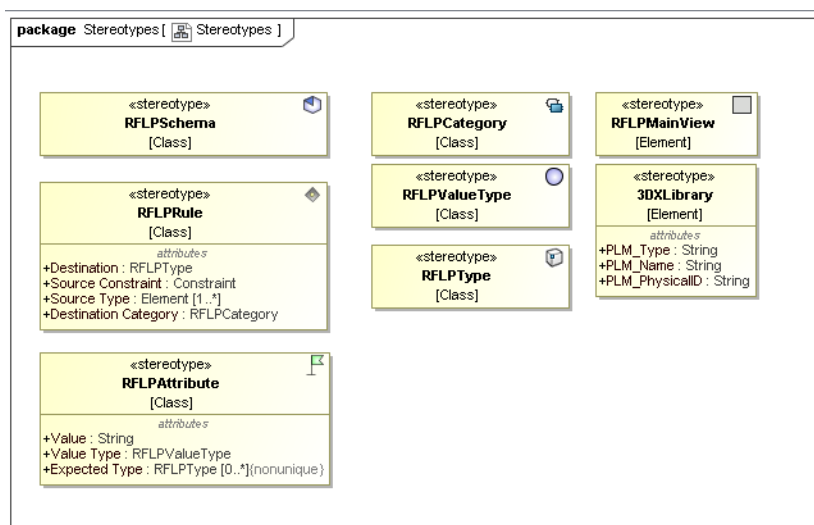 package Stereotypes [ Stereotypes ]
«stereotype»
RFLPSchema
[Class]
«stereotype»
RFLPCategory
[Class]
«stereotype»
RFLPMainView
[Element]
«stereotype»
RFLPValueType
[Class]
«stereotype»
3DXLibrary
[Element]
attributes
+PLM_Type : String
+PLM_Name : String
+PLM_PhysicalID : String
«stereotype»
RFLPRule
[Class]
attributes
+Destination : RFLPType
+Source Constraint : Constraint
+Source Type : Element [1..*]
+Destination Category : RFLPCategory
«stereotype»
RFLPType
[Class]
«stereotype»
RFLPAttribute
[Class]
attributes
+Value : String
+Value Type : RFLPValueType
+Expected Type : RFLPType [0..*]{nonunique}